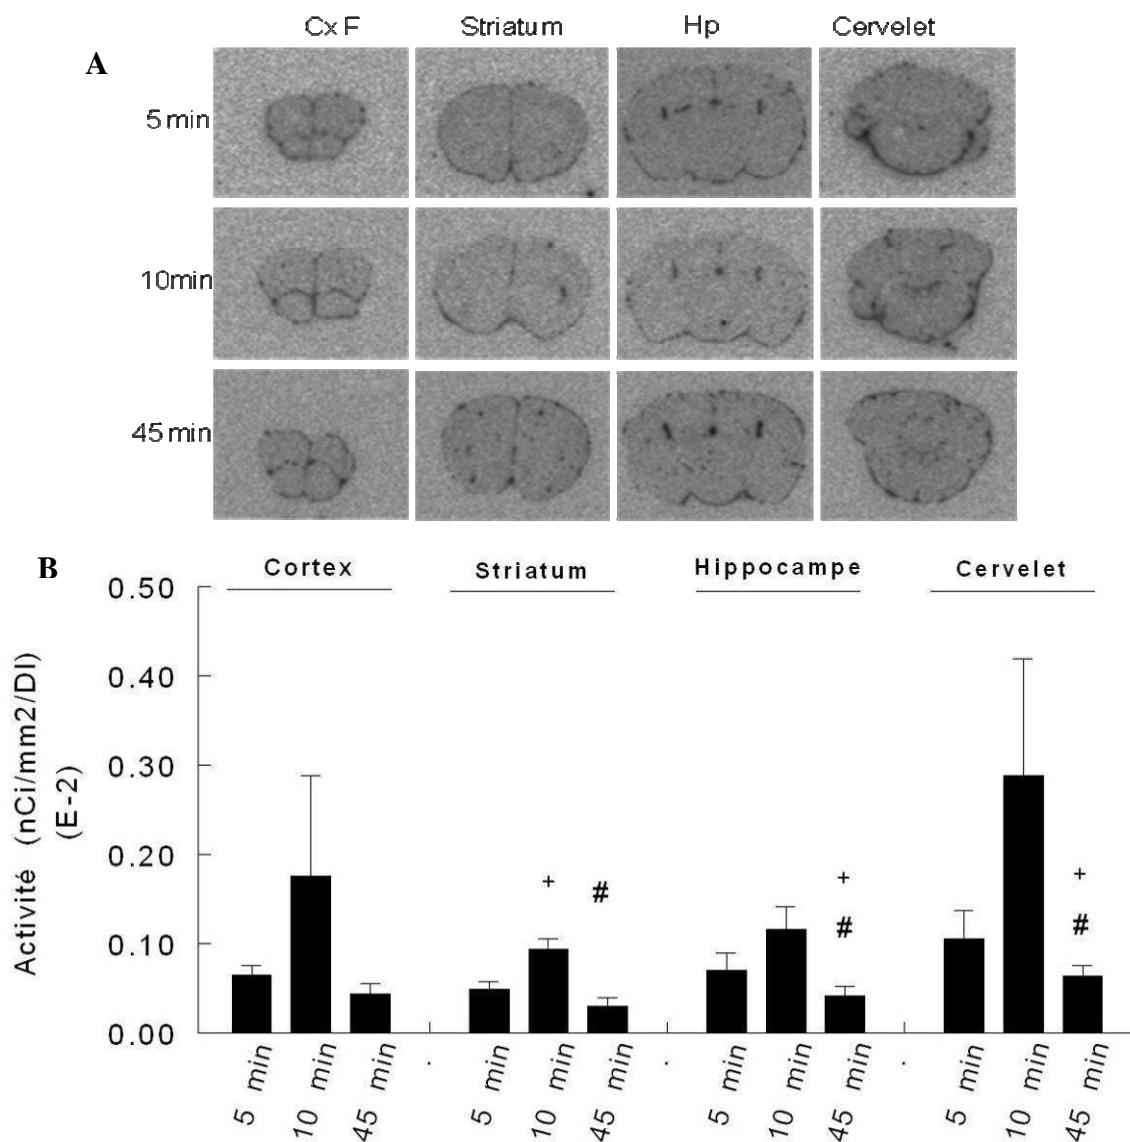 A
CxF Striatum Hp Cervelet
5 min
10min
45 min
B
Cortex Striatum Hippocampe Cervelet
Activité (nCi/mm2/DI)
(E-2)
0.50
0.40
0.30
0.20
0.10
0.00
+ # + # + #
5 min 10 min 45 min . 5 min 10 min 45 min . 5 min 10 min 45 min . 5 min 10 min 45 min